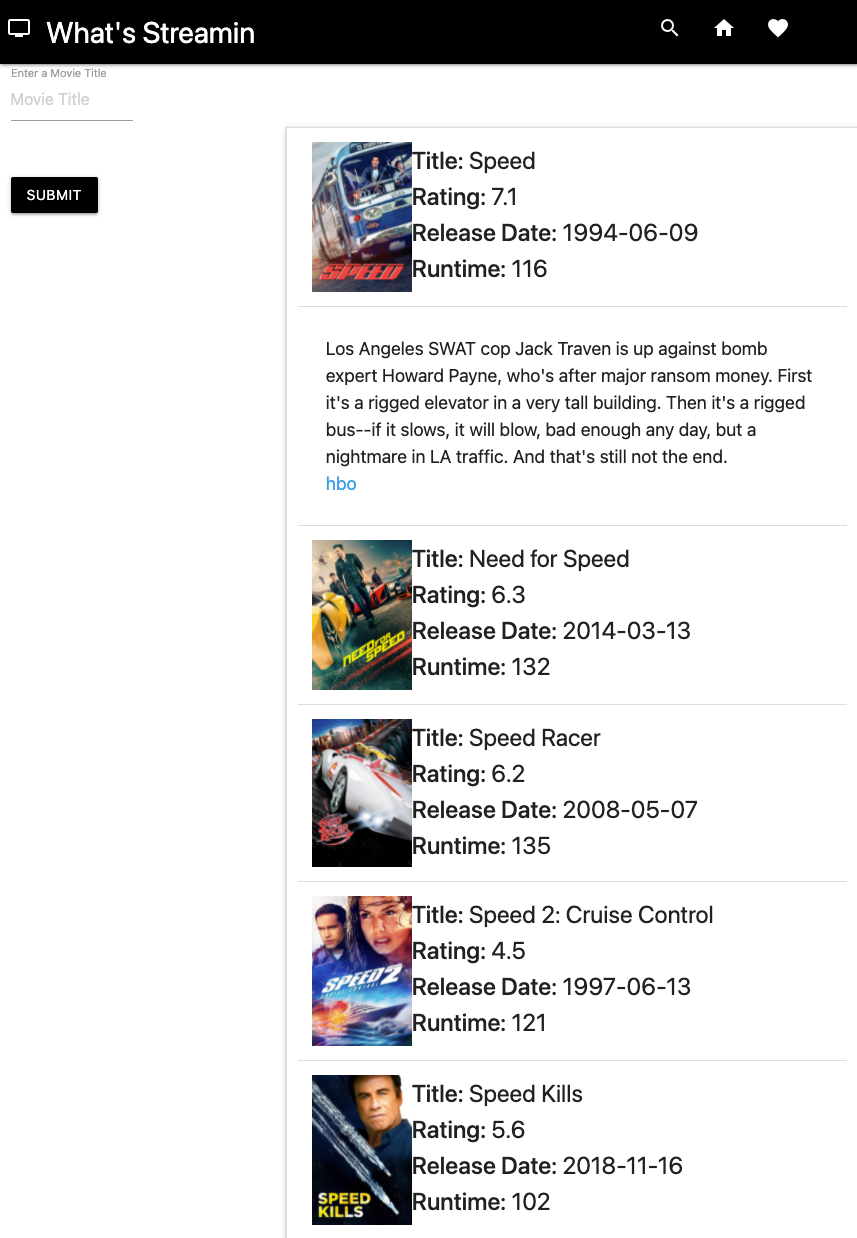 What's Streamin
Enter a Movie Title
Movie Title
SUBMIT
SPEED
Title: Speed
Rating: 7.1
Release Date: 1994-06-09
Runtime: 116
Los Angeles SWAT cop Jack Traven is up against bomb
expert Howard Payne, who's after major ransom money. First
it's a rigged elevator in a very tall building. Then it's a rigged
bus--if it slows, it will blow, bad enough any day, but a
nightmare in LA traffic. And that's still not the end.
hbo
NEED FOR
SPEED
Title: Need for Speed
Rating: 6.3
Release Date: 2014-03-13
Runtime: 132
SPEED
RACER
Title: Speed Racer
Rating: 6.2
Release Date: 2008-05-07
Runtime: 135
SPEED 2
CRUISE CONTROL
Title: Speed 2: Cruise Control
Rating: 4.5
Release Date: 1997-06-13
Runtime: 121
SPEED
KILLS
Title: Speed Kills
Rating: 5.6
Release Date: 2018-11-16
Runtime: 102